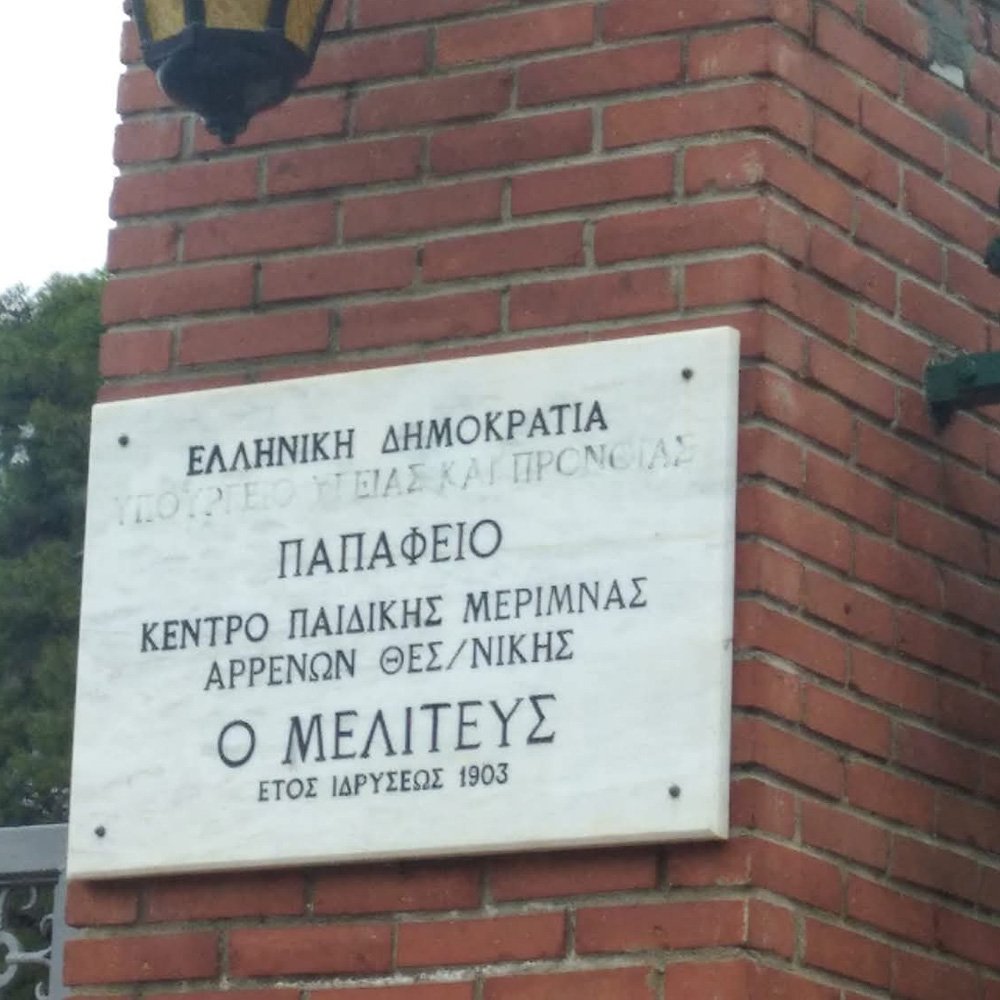 ΕΛΛΗΝΙΚΗ ΔΗΜΟΚΡΑΤΙΑ
ΥΠΟΥΡΓΕΙΟ ΥΓΕΙΑΣ ΚΑΙ ΠΡΟΝΟΙΑΣ
ΠΑΠΑΦΕΙΟ
ΚΕΝΤΡΟ ΠΑΙΔΙΚΗΣ ΜΕΡΙΜΝΑΣ
ΑΡΡΕΝΩΝ ΘΕΣ/ΝΙΚΗΣ
Ο ΜΕΛΙΤΕΥΣ
ΕΤΟΣ ΙΔΡΥΣΕΩΣ 1903